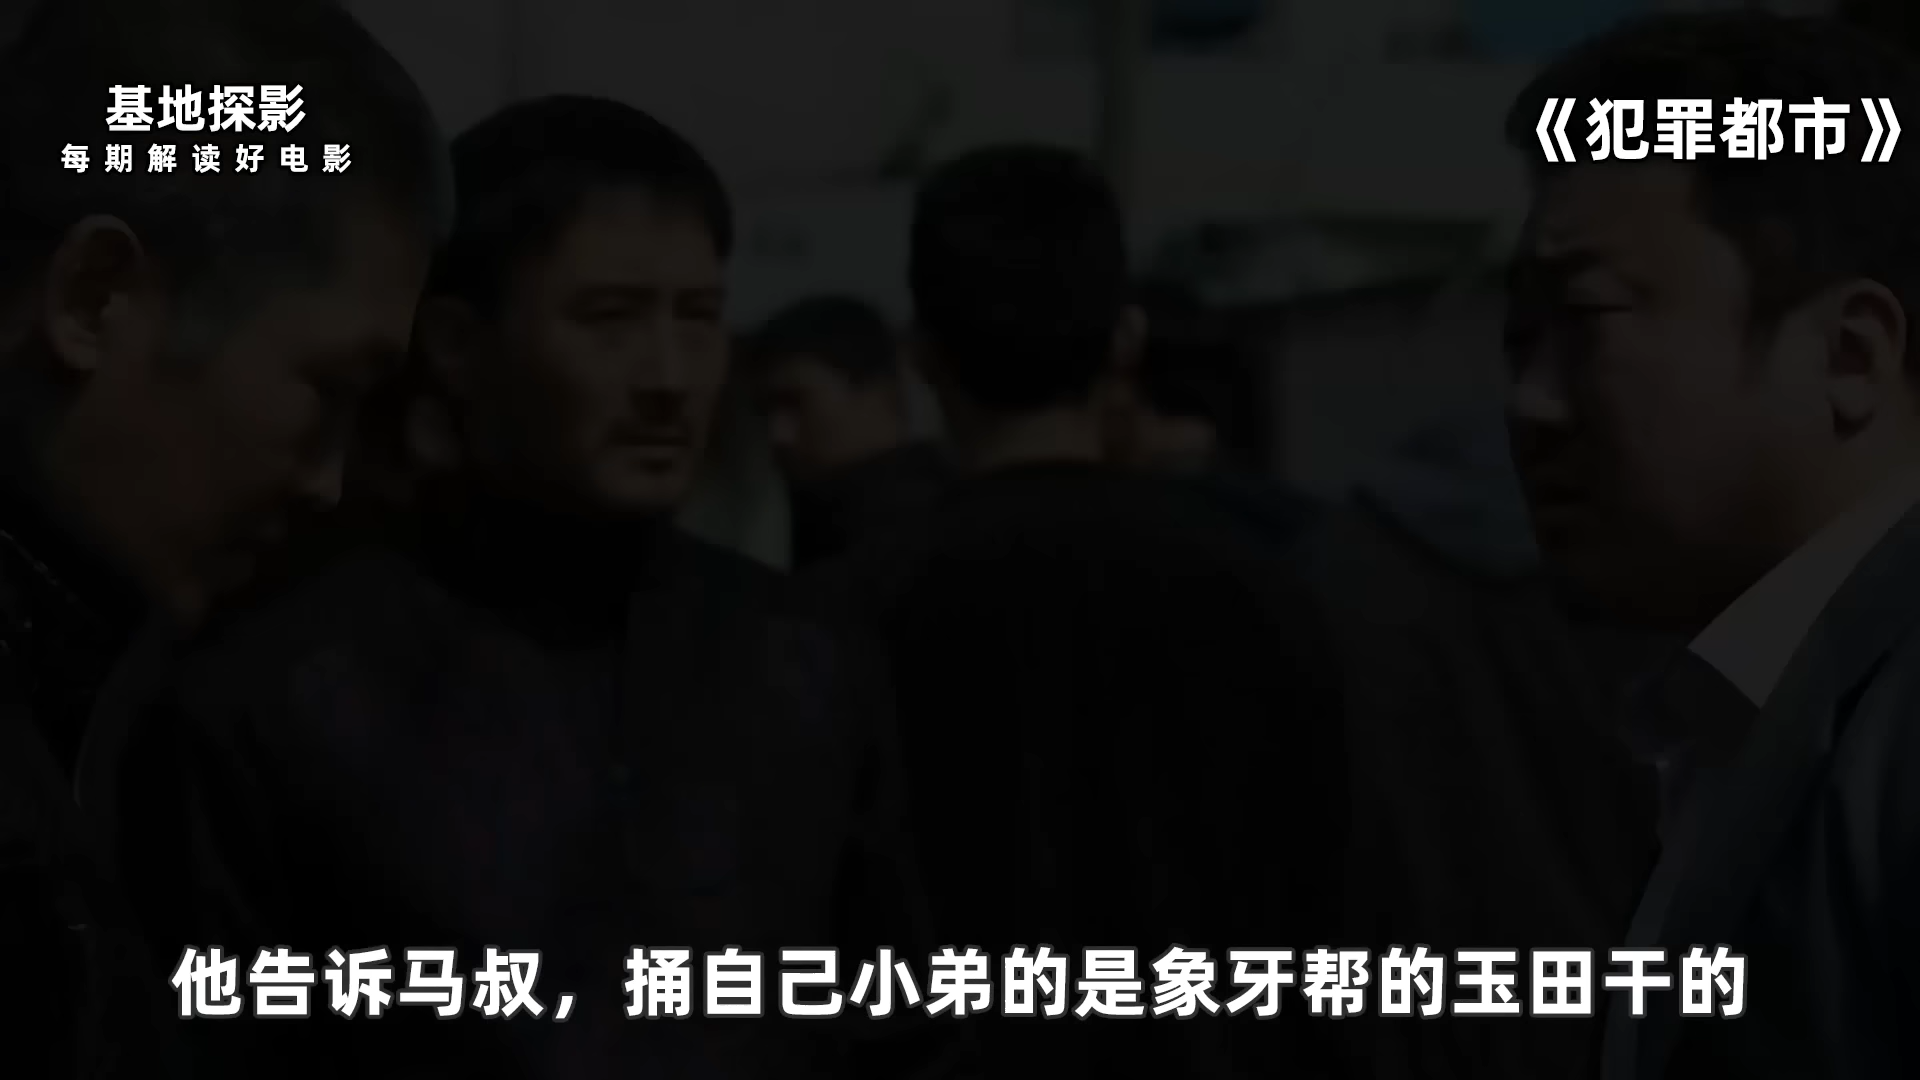 基地探影
每期解读好电影
《犯罪都市》
他告诉马叔，捅自己小弟的是象牙帮的玉田干的